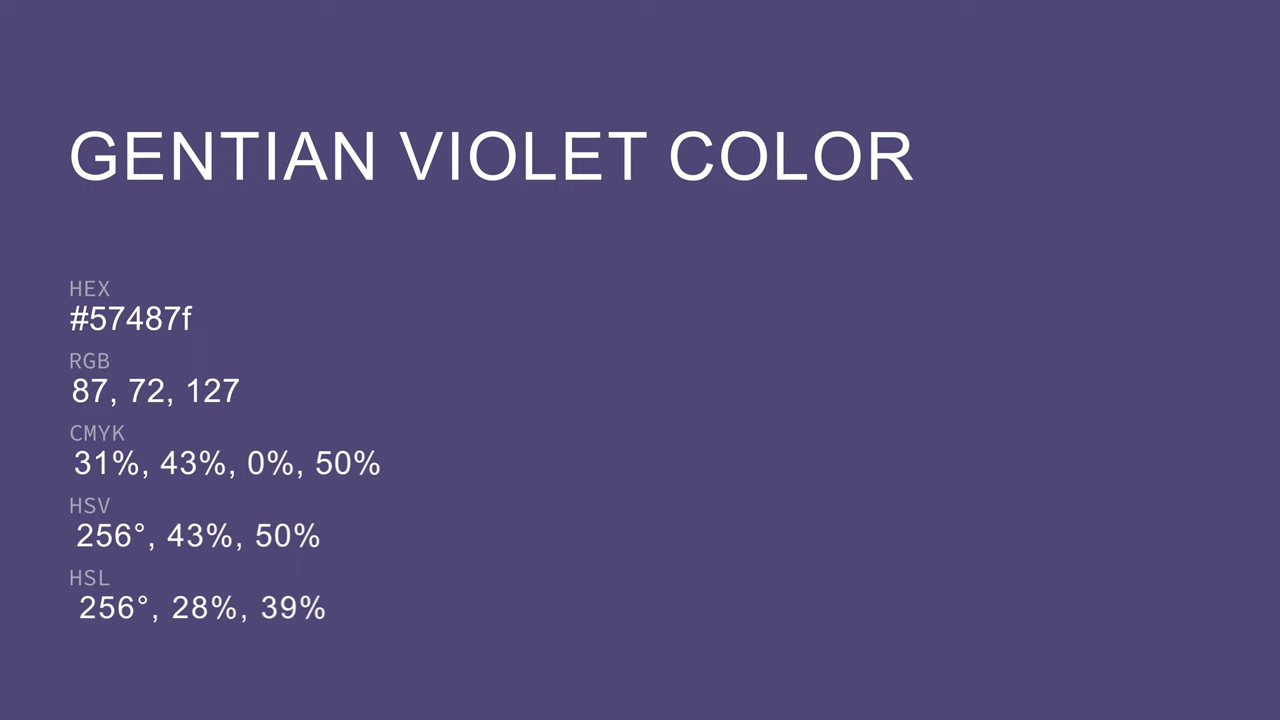 GENTIAN VIOLET COLOR
HEX
#57487f
RGB
87, 72, 127
CMYK
31%, 43%, 0%, 50%
HSV
256°, 43%, 50%
HSL
256°, 28%, 39%